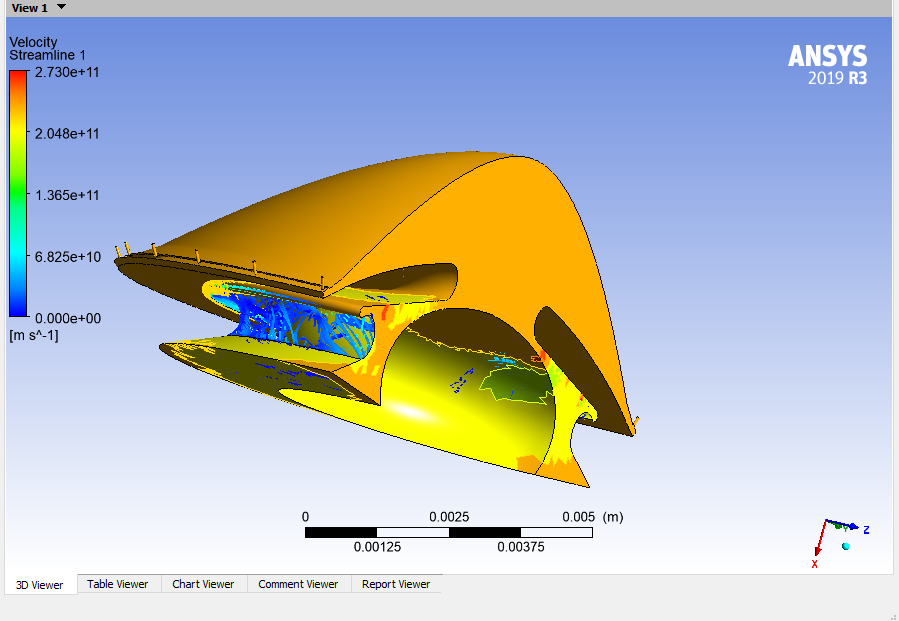 View 1
Velocity
Streamline 1
2.730e+11
2.048e+11
1.365e+11
6.825e+10
0.000e+00
[m s^-1]
ANSYS
2019 R3
0 0.0025 0.005 (m)
0.00125 0.00375
Z
Y
X
3D Viewer Table Viewer Chart Viewer Comment Viewer Report Viewer